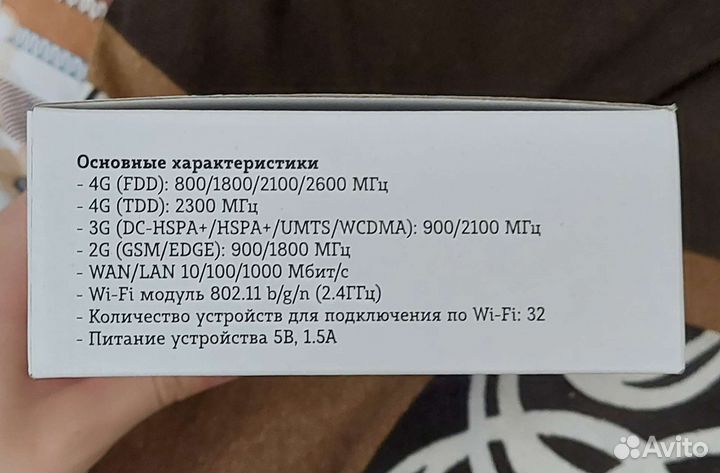 Основные характеристики
- 4G (FDD): 800/1800/2100/2600 МГц
- 4G (TDD): 2300 МГц
- 3G (DC-HSPA+/HSPA+/UMTS/WCDMA): 900/2100 МГц
- 2G (GSM/EDGE): 900/1800 МГц
- WAN/LAN 10/100/1000 Мбит/с
- Wi-Fi модуль 802.11 b/g/n (2.4ГГц)
- Количество устройств для подключения по Wi-Fi: 32
- Питание устройства 5В, 1.5А
Avito